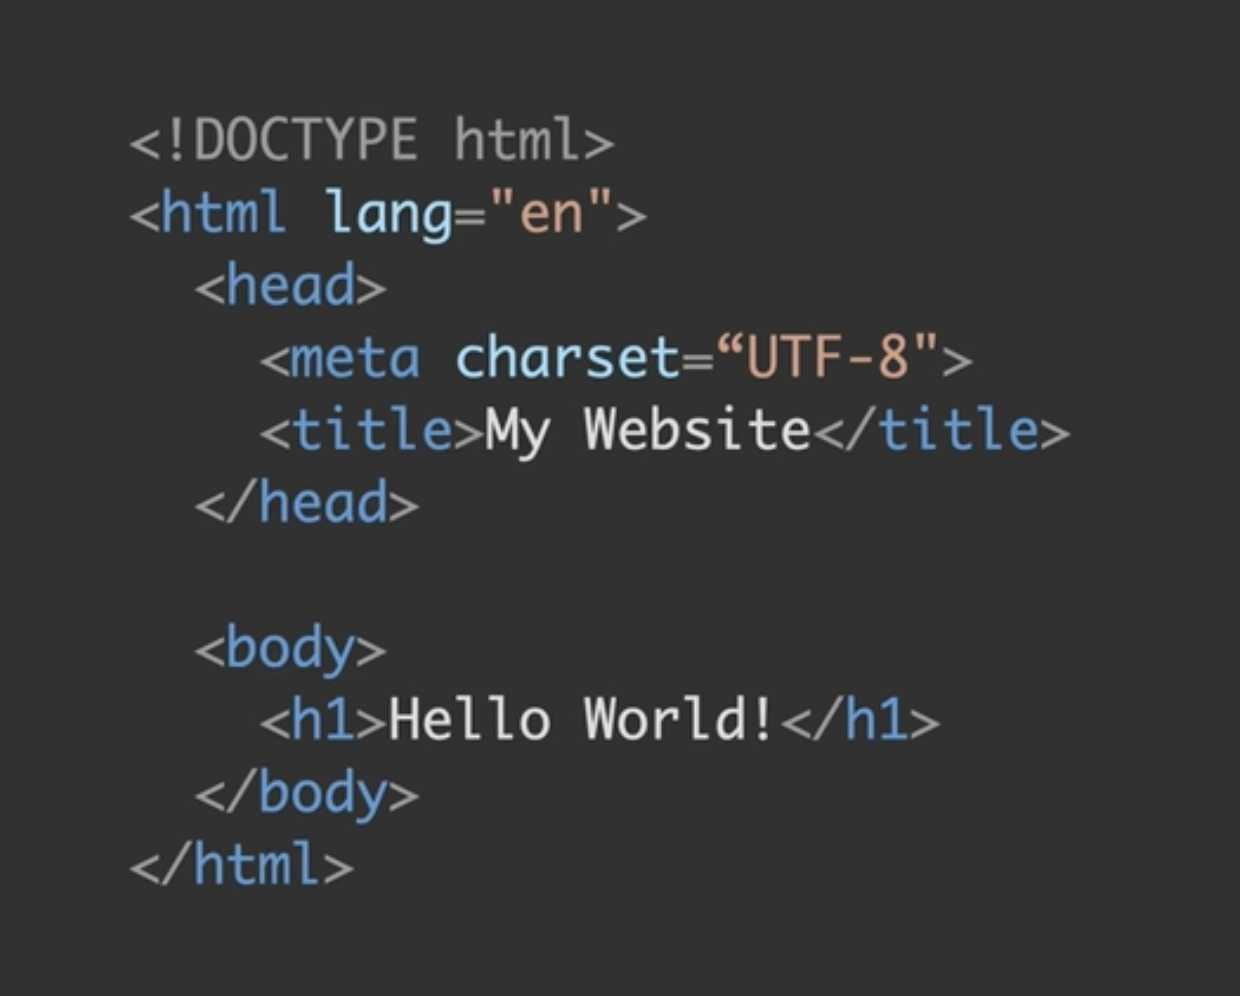 <!DOCTYPE html>
<html lang="en">
  <head>
    <meta charset=“UTF-8">
    <title>My Website</title>
  </head>

  <body>
    <h1>Hello World!</h1>
  </body>
</html>